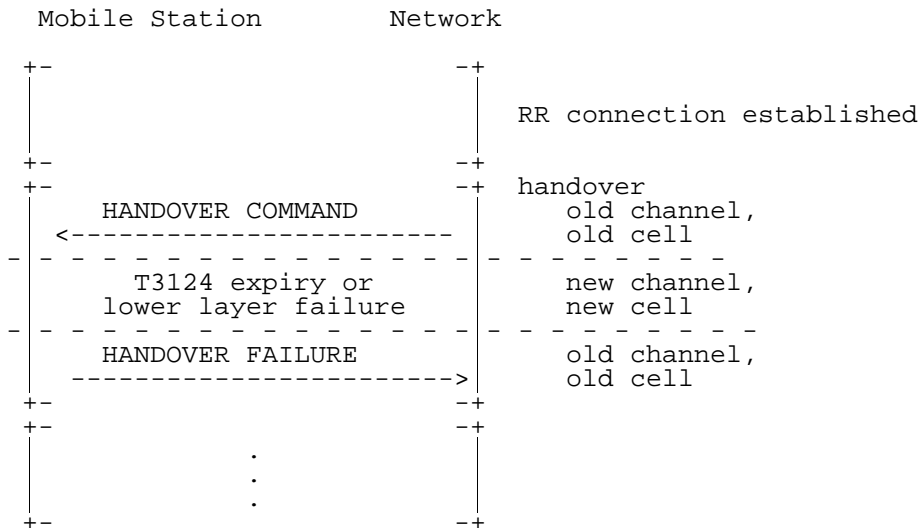 Mobile Station Network
RR connection established
handover
HANDOVER COMMAND old channel,
<------------------------ old cell
T3124 expiry or new channel,
lower layer failure new cell
HANDOVER FAILURE old channel,
------------------------> old cell
.
.
.